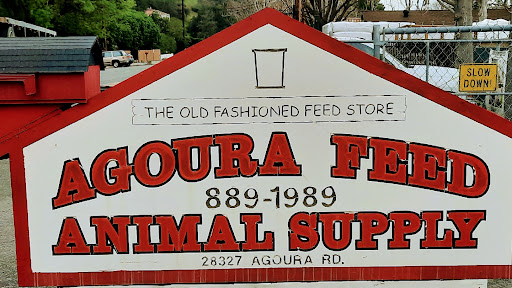 THE OLD FASHIONED FEED STORE
AGOURA FEED
889-1989
ANIMAL SUPPLY
28327 AGOURA RD.
SLOW
DOWN!